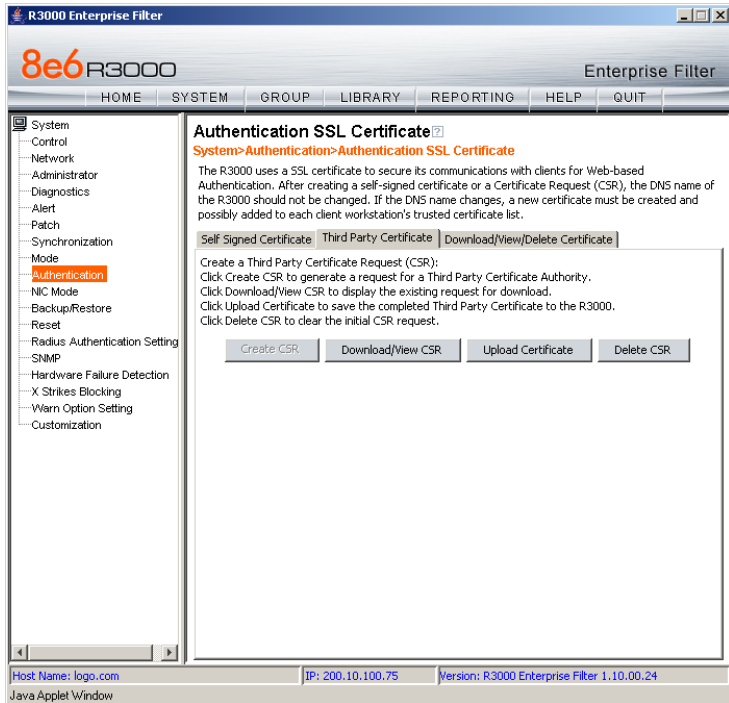 R3000 Enterprise Filter
8e6 R3000
Enterprise Filter
HOME SYSTEM GROUP LIBRARY REPORTING HELP QUIT
System
Control
Network
Administrator
Diagnostics
Alert
Patch
Synchronization
Mode
Authentication
NIC Mode
Backup/Restore
Reset
Radius Authentication Setting
SNMP
Hardware Failure Detection
X Strikes Blocking
Warn Option Setting
Customization
Authentication SSL Certificate ?
System>Authentication>Authentication SSL Certificate
The R3000 uses a SSL certificate to secure its communications with clients for Web-based
Authentication. After creating a self-signed certificate or a Certificate Request (CSR), the DNS name of
the R3000 should not be changed. If the DNS name changes, a new certificate must be created and
possibly added to each client workstation's trusted certificate list.
Self Signed Certificate Third Party Certificate Download/View/Delete Certificate
Create a Third Party Certificate Request (CSR):
Click Create CSR to generate a request for a Third Party Certificate Authority.
Click Download/View CSR to display the existing request for download.
Click Upload Certificate to save the completed Third Party Certificate to the R3000.
Click Delete CSR to clear the initial CSR request.
Create CSR Download/View CSR Upload Certificate Delete CSR
Host Name: logo.com IP: 200.10.100.75 Version: R3000 Enterprise Filter 1.10.00.24
Java Applet Window